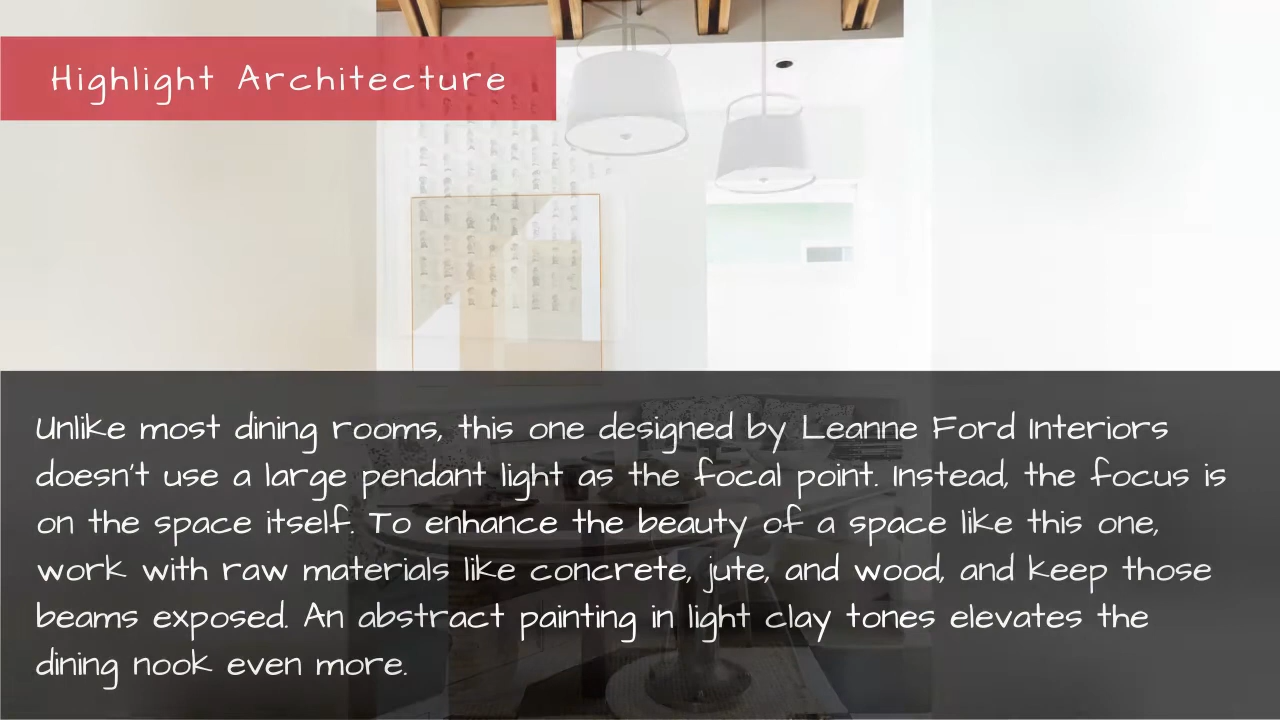 Highlight Architecture
Unlike most dining rooms, this one designed by Leanne Ford Interiors
doesn't use a large pendant light as the focal point. Instead, the focus is
on the space itself. To enhance the beauty of a space like this one,
work with raw materials like concrete, jute, and wood, and keep those
beams exposed. An abstract painting in light clay tones elevates the
dining nook even more.